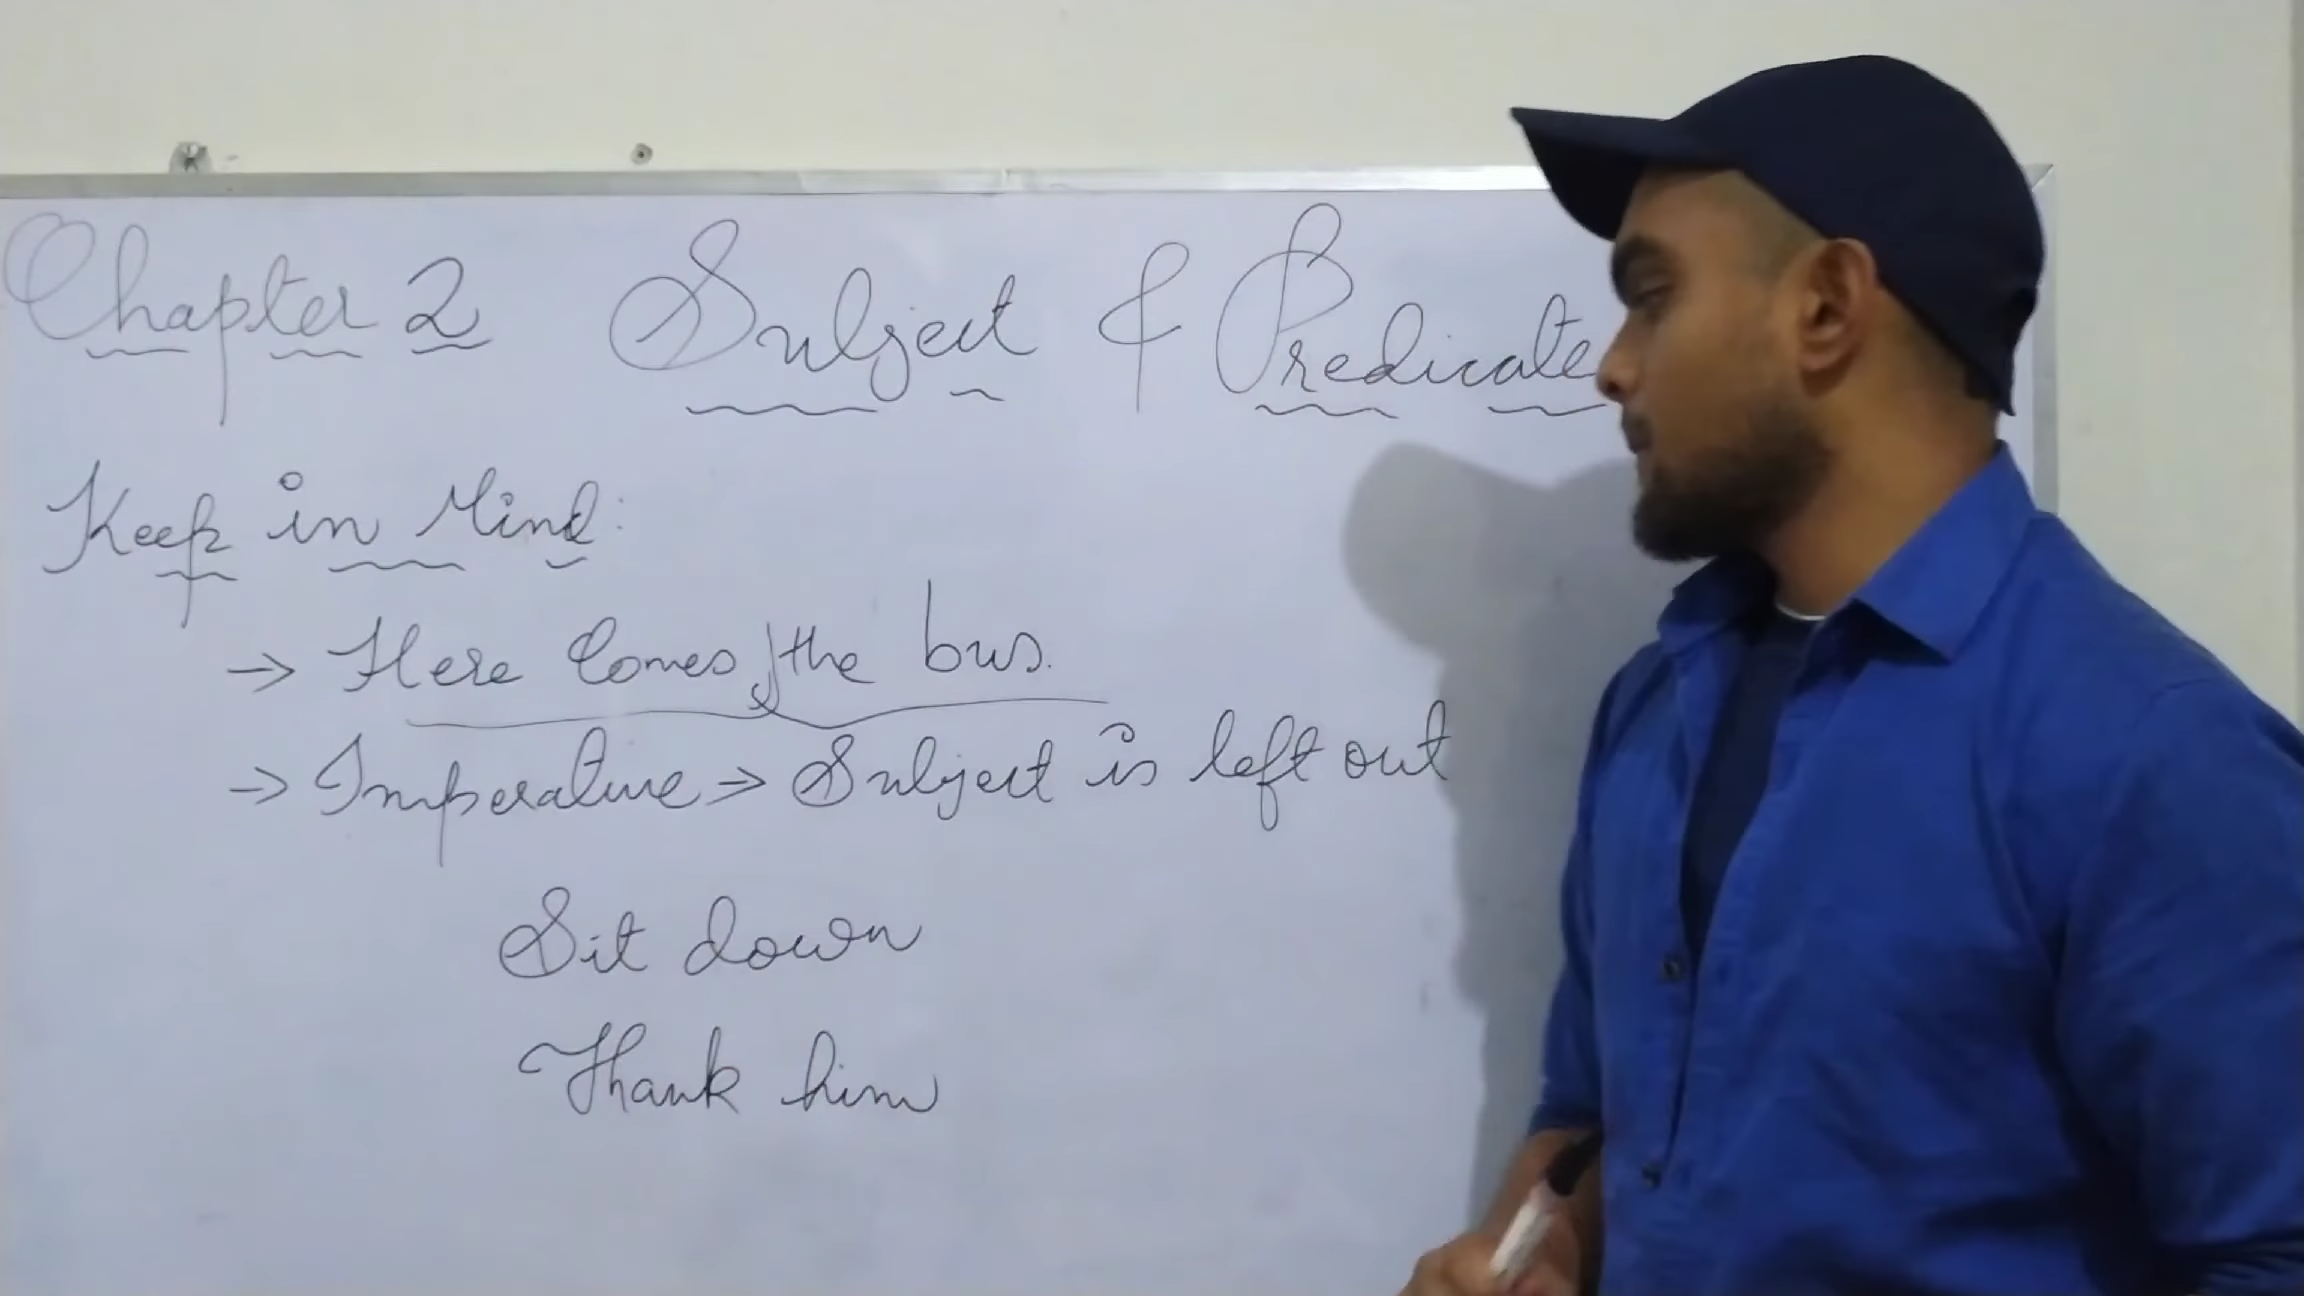 Chapter 2 Subject & Predicate
Keep in Mind:
→ Here Comes, the bus.
→ Imperative → Subject is left out
Sit down
Thank him